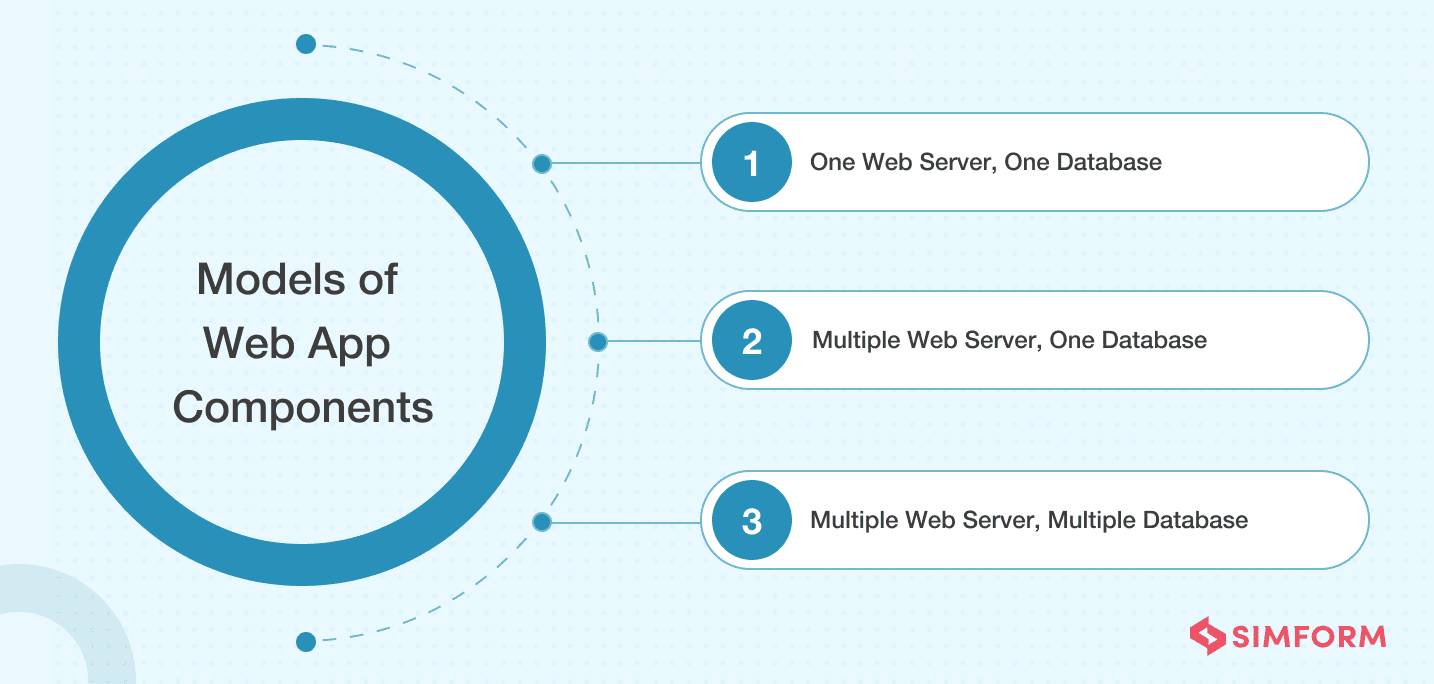 Models of
Web App
Components
1
One Web Server, One Database
2
Multiple Web Server, One Database
3
Multiple Web Server, Multiple Database
SIMFORM